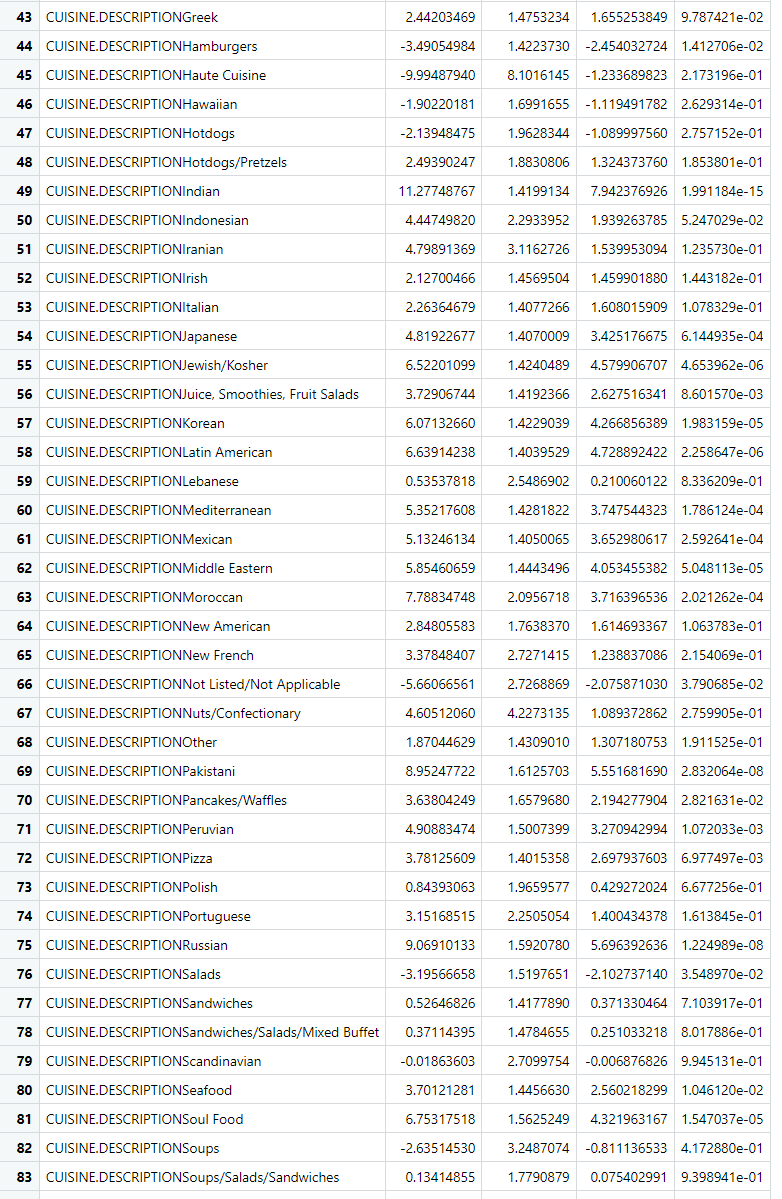 43 CUISINE.DESCRIPTIONGreek 2.44203469 1.4753234 1.655253849 9.787421e-02
44 CUISINE.DESCRIPTIONHamburgers -3.49054984 1.4223730 -2.454032724 1.412706e-02
45 CUISINE.DESCRIPTIONHaute Cuisine -9.99487940 8.1016145 -1.233689823 2.173196e-01
46 CUISINE.DESCRIPTIONHawaiian -1.90220181 1.6991655 -1.119491782 2.629314e-01
47 CUISINE.DESCRIPTIONHotdogs -2.13948475 1.9628344 -1.089997560 2.757152e-01
48 CUISINE.DESCRIPTIONHotdogs/Pretzels 2.49390247 1.8830806 1.324373760 1.853801e-01
49 CUISINE.DESCRIPTIONIndian 11.27748767 1.4199134 7.942376926 1.991184e-15
50 CUISINE.DESCRIPTIONIndonesian 4.44749820 2.2933952 1.939263785 5.247029e-02
51 CUISINE.DESCRIPTIONIranian 4.79891369 3.1162726 1.539953094 1.235730e-01
52 CUISINE.DESCRIPTIONIrish 2.12700466 1.4569504 1.459901880 1.443182e-01
53 CUISINE.DESCRIPTIONItalian 2.26364679 1.4077266 1.608015909 1.078329e-01
54 CUISINE.DESCRIPTIONJapanese 4.81922677 1.4070009 3.425176675 6.144935e-04
55 CUISINE.DESCRIPTIONJewish/Kosher 6.52201099 1.4240489 4.579906707 4.653962e-06
56 CUISINE.DESCRIPTIONJuice, Smoothies, Fruit Salads 3.72906744 1.4192366 2.627516341 8.601570e-03
57 CUISINE.DESCRIPTIONKorean 6.07132660 1.4229039 4.266856389 1.983159e-05
58 CUISINE.DESCRIPTIONLatin American 6.63914238 1.4039529 4.728892422 2.258647e-06
59 CUISINE.DESCRIPTIONLebanese 0.53537818 2.5486902 0.210060122 8.336209e-01
60 CUISINE.DESCRIPTIONMediterranean 5.35217608 1.4281822 3.747544323 1.786124e-04
61 CUISINE.DESCRIPTIONMexican 5.13246134 1.4050065 3.652980617 2.592641e-04
62 CUISINE.DESCRIPTIONMiddle Eastern 5.85460659 1.4443496 4.053455382 5.048113e-05
63 CUISINE.DESCRIPTIONMoroccan 7.78834748 2.0956718 3.716396536 2.021262e-04
64 CUISINE.DESCRIPTIONNew American 2.84805583 1.7638370 1.614693367 1.063783e-01
65 CUISINE.DESCRIPTIONNew French 3.37848407 2.7271415 1.238837086 2.154069e-01
66 CUISINE.DESCRIPTIONNot Listed/Not Applicable -5.66066561 2.7268869 -2.075871030 3.790685e-02
67 CUISINE.DESCRIPTIONNuts/Confectionary 4.60512060 4.2273135 1.089372862 2.759905e-01
68 CUISINE.DESCRIPTIONOther 1.87044629 1.4309010 1.307180753 1.911525e-01
69 CUISINE.DESCRIPTIONPakistani 8.95247722 1.6125703 5.551681690 2.832064e-08
70 CUISINE.DESCRIPTIONPancakes/Waffles 3.63804249 1.6579680 2.194277904 2.821631e-02
71 CUISINE.DESCRIPTIONPeruvian 4.90883474 1.5007399 3.270942994 1.072033e-03
72 CUISINE.DESCRIPTIONPizza 3.78125609 1.4015358 2.697937603 6.977497e-03
73 CUISINE.DESCRIPTIONPolish 0.84393063 1.9659577 0.429272024 6.677256e-01
74 CUISINE.DESCRIPTIONPortuguese 3.15168515 2.2505054 1.400434378 1.613845e-01
75 CUISINE.DESCRIPTIONRussian 9.06910133 1.5920780 5.696392636 1.224989e-08
76 CUISINE.DESCRIPTIONSalads -3.19566658 1.5197651 -2.102737140 3.548970e-02
77 CUISINE.DESCRIPTIONSandwiches 0.52646826 1.4177890 0.371330464 7.103917e-01
78 CUISINE.DESCRIPTIONSandwiches/Salads/Mixed Buffet 0.37114395 1.4784655 0.251033218 8.017886e-01
79 CUISINE.DESCRIPTIONScandinavian -0.01863603 2.7099754 -0.006876826 9.945131e-01
80 CUISINE.DESCRIPTIONSeafood 3.70121281 1.4456630 2.560218299 1.046120e-02
81 CUISINE.DESCRIPTIONSoul Food 6.75317518 1.5625249 4.321963167 1.547037e-05
82 CUISINE.DESCRIPTIONSoups -2.63514530 3.2487074 -0.811136533 4.172880e-01
83 CUISINE.DESCRIPTIONSoups/Salads/Sandwiches 0.13414855 1.7790879 0.075402991 9.398941e-01